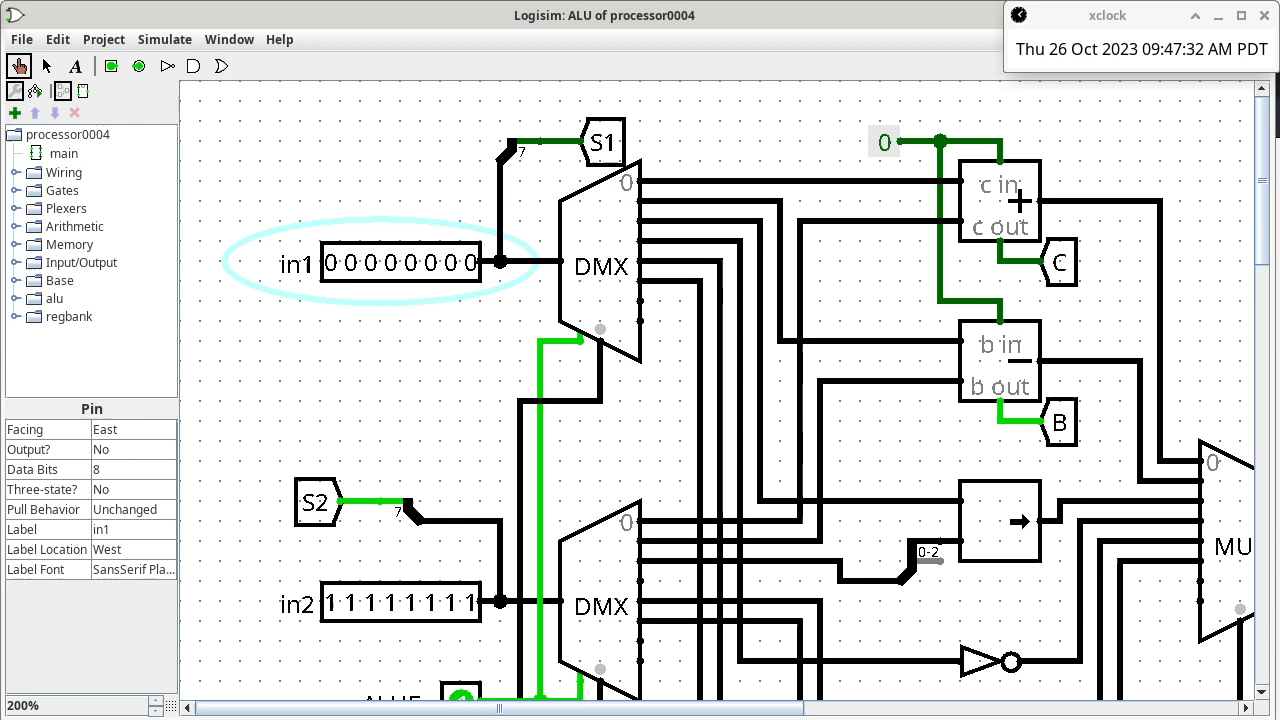 Logisim: ALU of processor0004
xclock
Thu 26 Oct 2023 09:47:32 AM PDT
File Edit Project Simulate Window Help
A
processor0004
main
Wiring
Gates
Plexers
Arithmetic
Memory
Input/Output
Base
alu
regbank
Pin
Facing East
Output? No
Data Bits 8
Three-state? No
Pull Behavior Unchanged
Label in1
Label Location West
Label Font SansSerif Pla...
200%
S1
7
0
0
c in
+
c out
C
in1 0 0 0 0 0 0 0 0
DMX
b in
b out
B
S2
7
0
0
0-2
MU
in2 1 1 1 1 1 1 1 1
DMX